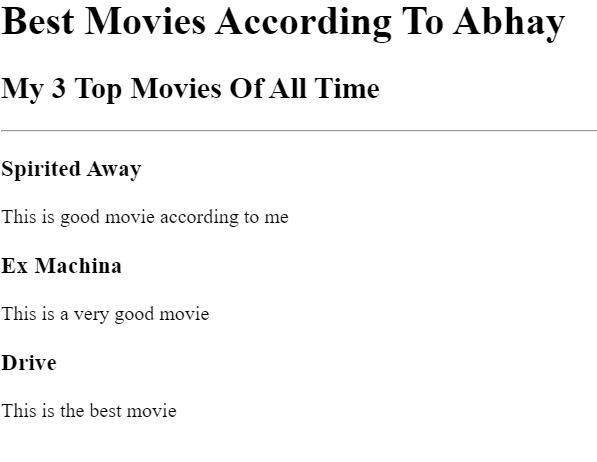 Best Movies According To Abhay
My 3 Top Movies Of All Time
Spirited Away
This is good movie according to me
Ex Machina
This is a very good movie
Drive
This is the best movie